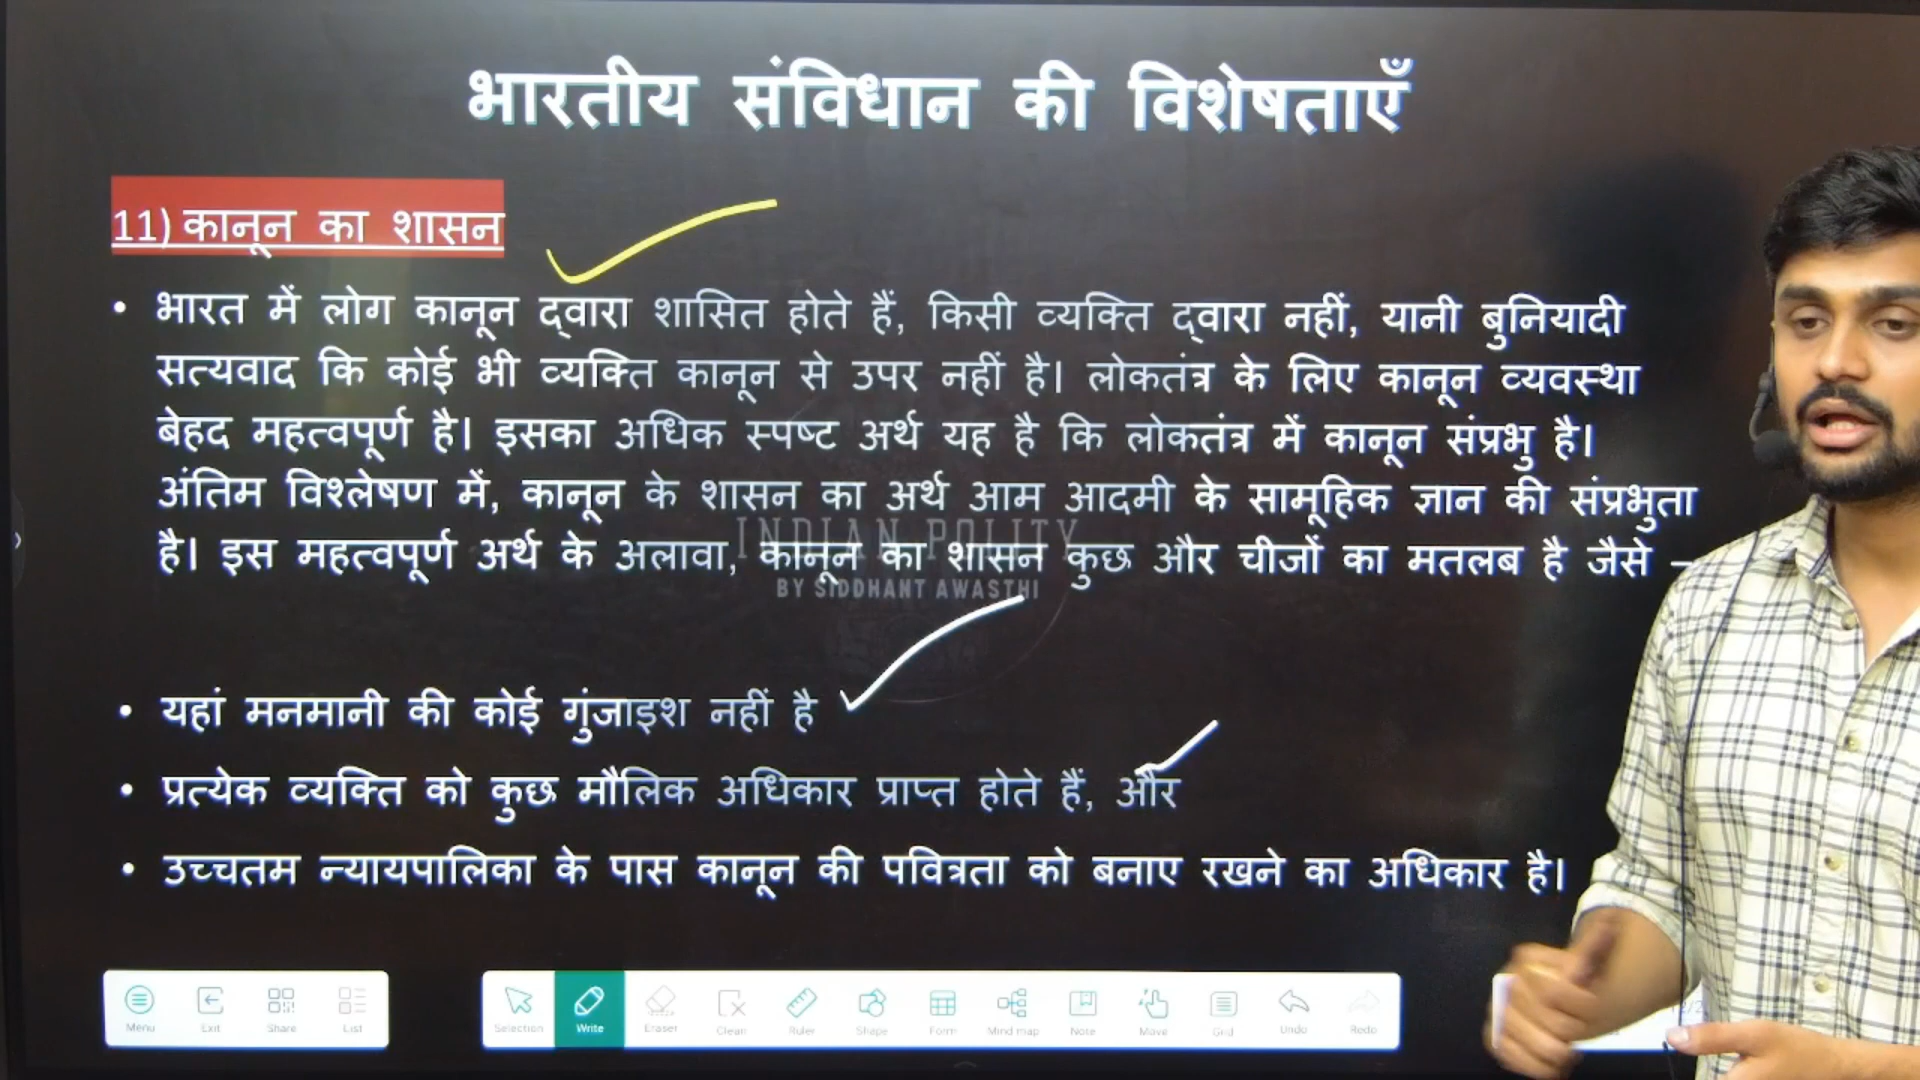 भारतीय संविधान की विशेषताएँ
11) कानून का शासन
• भारत में लोग कानून द्वारा शासित होते हैं, किसी व्यक्ति द्वारा नहीं, यानी बुनियादी
सत्यवाद कि कोई भी व्यक्ति कानून से उपर नहीं है। लोकतंत्र के लिए कानून व्यवस्था
बेहद महत्वपूर्ण है। इसका अधिक स्पष्ट अर्थ यह है कि लोकतंत्र में कानून संप्रभु है।
अंतिम विश्लेषण में, कानून के शासन का अर्थ आम आदमी के सामूहिक ज्ञान की संप्रभुता
है। इस महत्वपूर्ण अर्थ के अलावा, कानून का शासन कुछ और चीजों का मतलब है जैसे –
INDIAN POLITY
BY SIDDHANT AWASTHI
• यहां मनमानी की कोई गुंजाइश नहीं है
• प्रत्येक व्यक्ति को कुछ मौलिक अधिकार प्राप्त होते हैं, और
• उच्चतम न्यायपालिका के पास कानून की पवित्रता को बनाए रखने का अधिकार है।
Menu Exit Share List Selection Write Eraser Clean Ruler Shape Form Mind map Note Move Grid Undo Redo